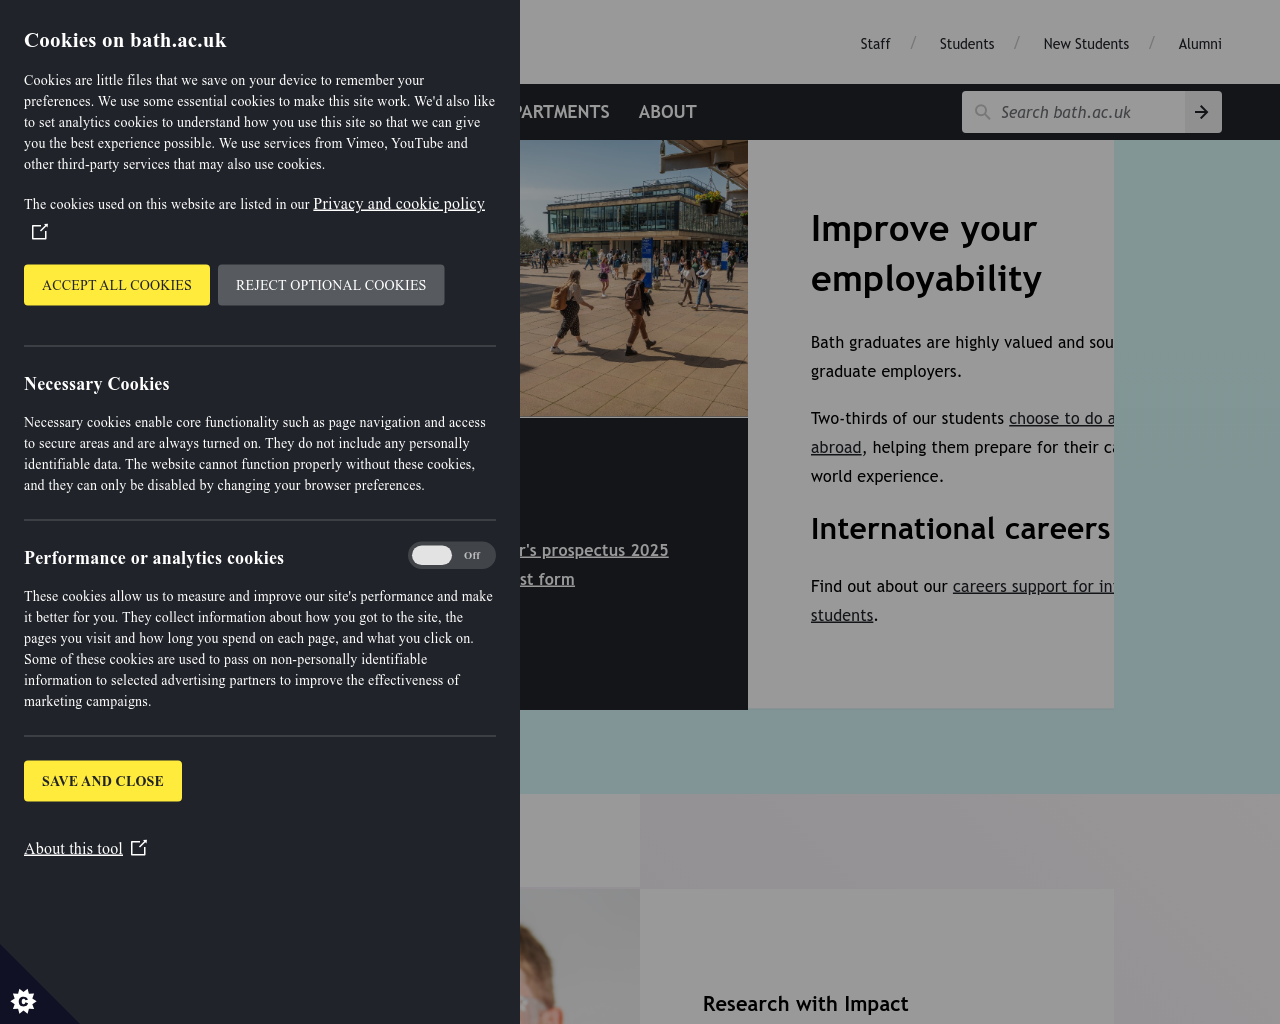 Cookies on bath.ac.uk
Cookies are little files that we save on your device to remember your
preferences. We use some essential cookies to make this site work. We'd also like
to set analytics cookies to understand how you use this site so that we can give
you the best experience possible. We use services from Vimeo, YouTube and
other third-party services that may also use cookies.
The cookies used on this website are listed in our Privacy and cookie policy
ACCEPT ALL COOKIES
REJECT OPTIONAL COOKIES
Necessary Cookies
Necessary cookies enable core functionality such as page navigation and access
to secure areas and are always turned on. They do not include any personally
identifiable data. The website cannot function properly without these cookies,
and they can only be disabled by changing your browser preferences.
Performance or analytics cookies
Off
These cookies allow us to measure and improve our site's performance and make
it better for you. They collect information about how you got to the site, the
pages you visit and how long you spend on each page, and what you click on.
Some of these cookies are used to pass on non-personally identifiable
information to selected advertising partners to improve the effectiveness of
marketing campaigns.
SAVE AND CLOSE
About this tool
Staff / Students / New Students / Alumni
PARTMENTS
ABOUT
Search bath.ac.uk
r's prospectus 2025
st form
Improve your
employability
Bath graduates are highly valued and sou
graduate employers.
Two-thirds of our students choose to do a
abroad, helping them prepare for their ca
world experience.
International careers
Find out about our careers support for in
students.
Research with Impact